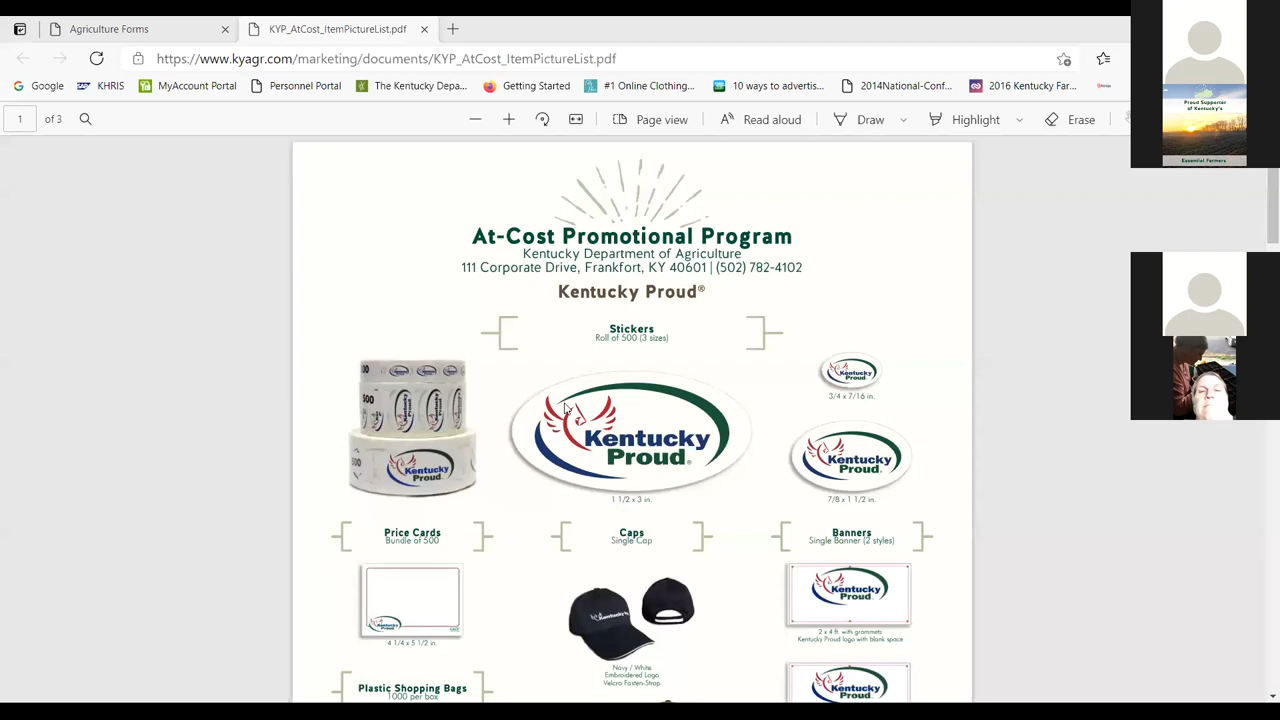 Agriculture Forms
KYP_AtCost_ItemPictureList.pdf
https://www.kyagr.com/marketing/documents/KYP_AtCost_ItemPictureList.pdf
Google
KHRIS
MyAccount Portal
Personnel Portal
The Kentucky Depa...
Getting Started
#1 Online Clothing...
10 ways to advertis...
2014National-Conf...
2016 Kentucky Far...
1 of 3
Page view
Read aloud
Draw
Highlight
Erase
Proud Supporter
of Kentucky's
Essential Farmers
At-Cost Promotional Program
Kentucky Department of Agriculture
111 Corporate Drive, Frankfort, KY 40601 | (502) 782-4102
Kentucky Proud®
Stickers
Roll of 500 (3 sizes)
500
Kentucky
Proud
Kentucky
Proud®
1 1/2 x 3 in.
Kentucky
Proud
3/4 x 7/16 in.
Kentucky
Proud
7/8 x 1 1/2 in.
Price Cards
Bundle of 500
Caps
Single Cap
Banners
Single Banner (2 styles)
Kentucky
Proud
4 1/4 x 5 1/2 in.
Kentucky Proud
Navy / White
Embroidered Logo
Velcro Fasten-Strap
Kentucky
Proud
2 x 4 ft. with grommets
Kentucky Proud logo with blank space
Kentucky
Proud
Plastic Shopping Bags
1000 per box